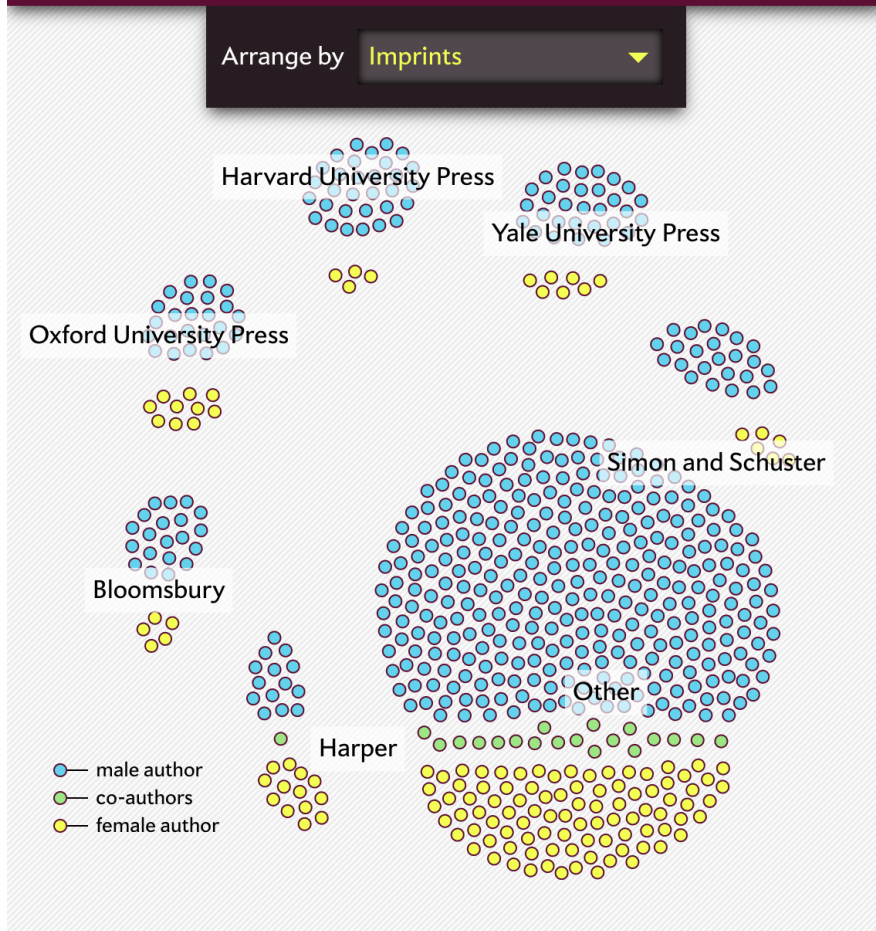 Arrange by Imprints
Harvard University Press
Yale University Press
Oxford University Press
Simon and Schuster
Bloomsbury
Other
Harper
male author
co-authors
female author